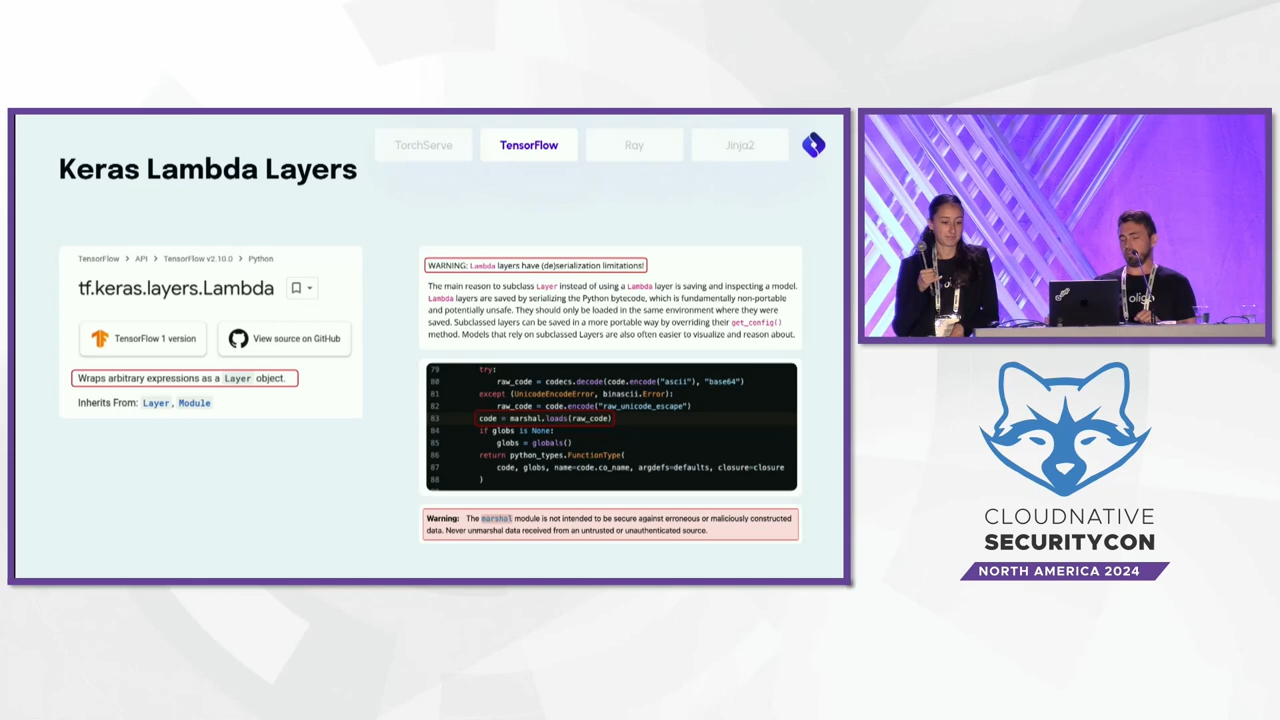 Keras Lambda Layers
TorchServe
TensorFlow
Ray
Jinja2
TensorFlow > API > TensorFlow v2.10.0 > Python
tf.keras.layers.Lambda
TensorFlow 1 version
View source on GitHub
Wraps arbitrary expressions as a Layer object.
Inherits From: Layer, Module
WARNING: Lambda layers have (de)serialization limitations!
The main reason to subclass Layer instead of using a Lambda layer is saving and inspecting a model.
Lambda layers are saved by serializing the Python bytecode, which is fundamentally non-portable
and potentially unsafe. They should only be loaded in the same environment where they were
saved. Subclassed layers can be saved in a more portable way by overriding their get_config()
method. Models that rely on subclassed Layers are also often easier to visualize and reason about.
79 try:
80 raw_code = codecs.decode(code.encode("ascii"), "base64")
81 except (UnicodeEncodeError, binascii.Error):
82 raw_code = code.encode("raw_unicode_escape")
83 code = marshal.loads(raw_code)
84 if globs is None:
85 globs = globals()
86 return python_types.FunctionType(
87 code, globs, name=code.co_name, argdefs=defaults, closure=closure
88 )
Warning: The marshal module is not intended to be secure against erroneous or maliciously constructed
data. Never unmarshal data received from an untrusted or unauthenticated source.
CLOUDNATIVE
SECURITYCON
NORTH AMERICA 2024